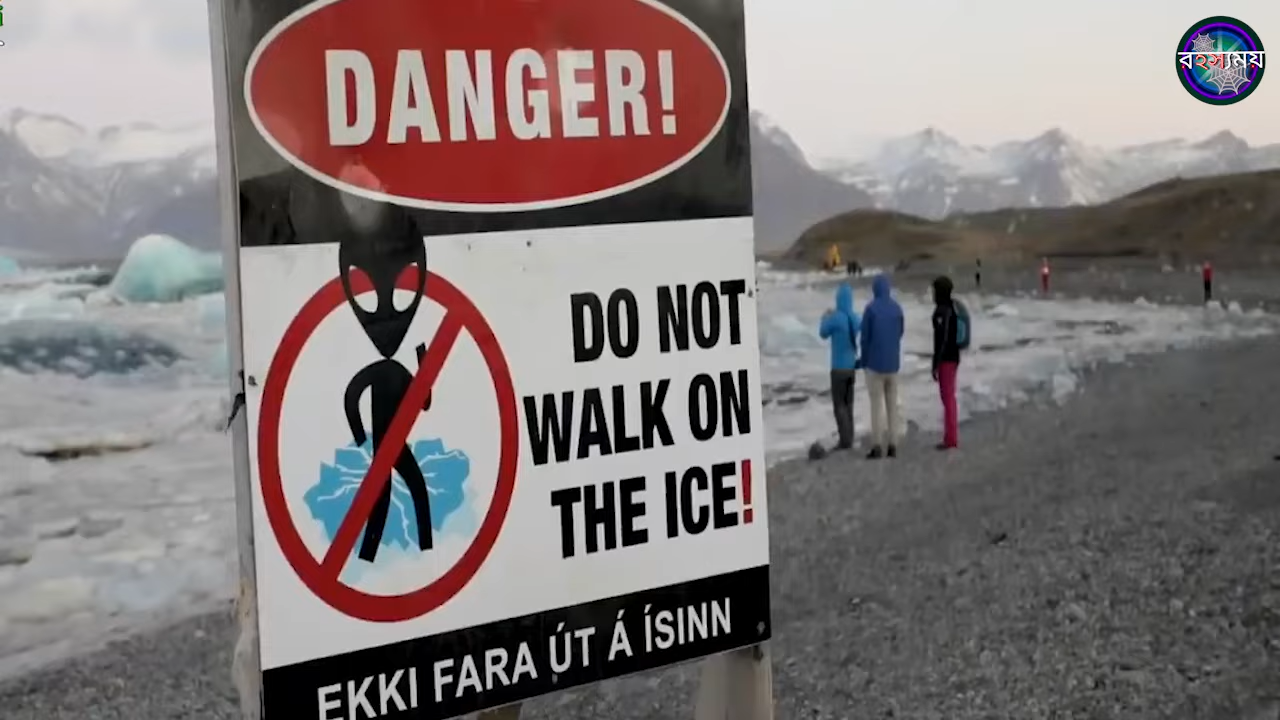 DANGER!
DO NOT
WALK ON
THE ICE!
EKKI FARA ÚT Á ÍSINN
রহস্যময়